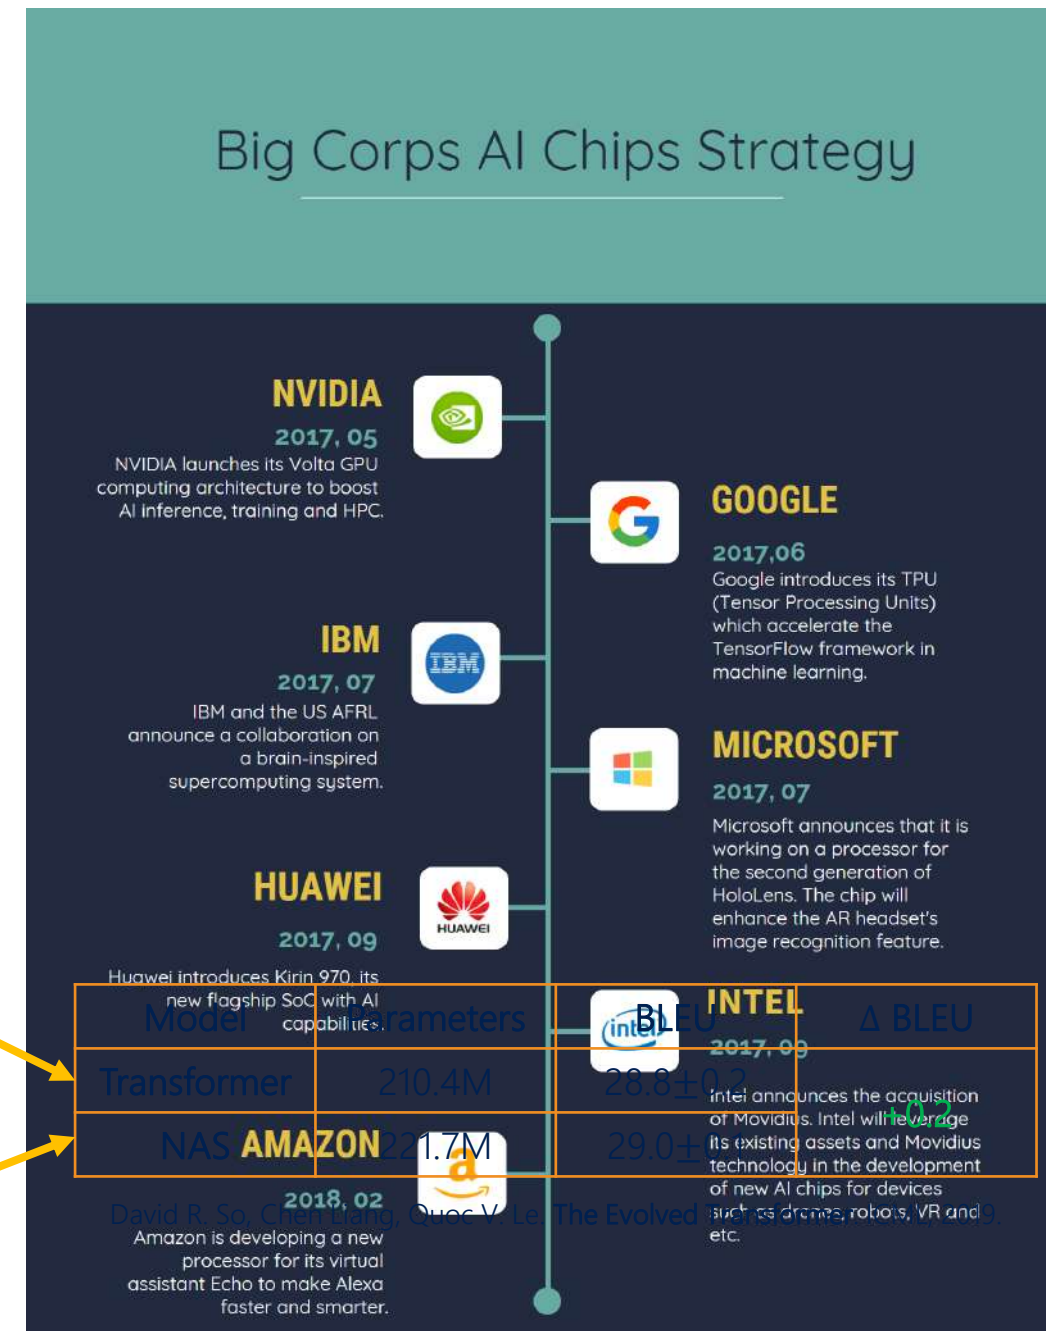 Big Corps AI Chips Strategy
NVIDIA
2017, 05
NVIDIA launches its Volta GPU
computing architecture to boost
AI inference, training and HPC.
GOOGLE
2017,06
Google introduces its TPU
(Tensor Processing Units)
which accelerate the
TensorFlow framework in
machine learning.
IBM
IBM
2017, 07
IBM and the US AFRL
announce a collaboration on
a brain-inspired
supercomputing system.
MICROSOFT
2017, 07
Microsoft announces that it is
working on a processor for
the second generation of
HoloLens. The chip will
enhance the AR headset's
image recognition feature.
HUAWEI
HUAWEI
2017, 09
Huawei introduces Kirin 970, its
new flagship SoC with AI
capabilities.
INTEL
intel
2017, 09
Intel announces the acquisition
of Movidius. Intel will leverage
its existing assets and Movidius
technology in the development
of new AI chips for devices
such as drones, robots, VR and
etc.
AMAZON
a
2018, 02
Amazon is developing a new
processor for its virtual
assistant Echo to make Alexa
faster and smarter.
Model Parameters BLEU Δ BLEU
Transformer 210.4M 28.8±0.2
+0.2
NAS 221.7M 29.0±0.1
David R. So, Chen Liang, Quoc V. Le. The Evolved Transformer. ICML, 2019.